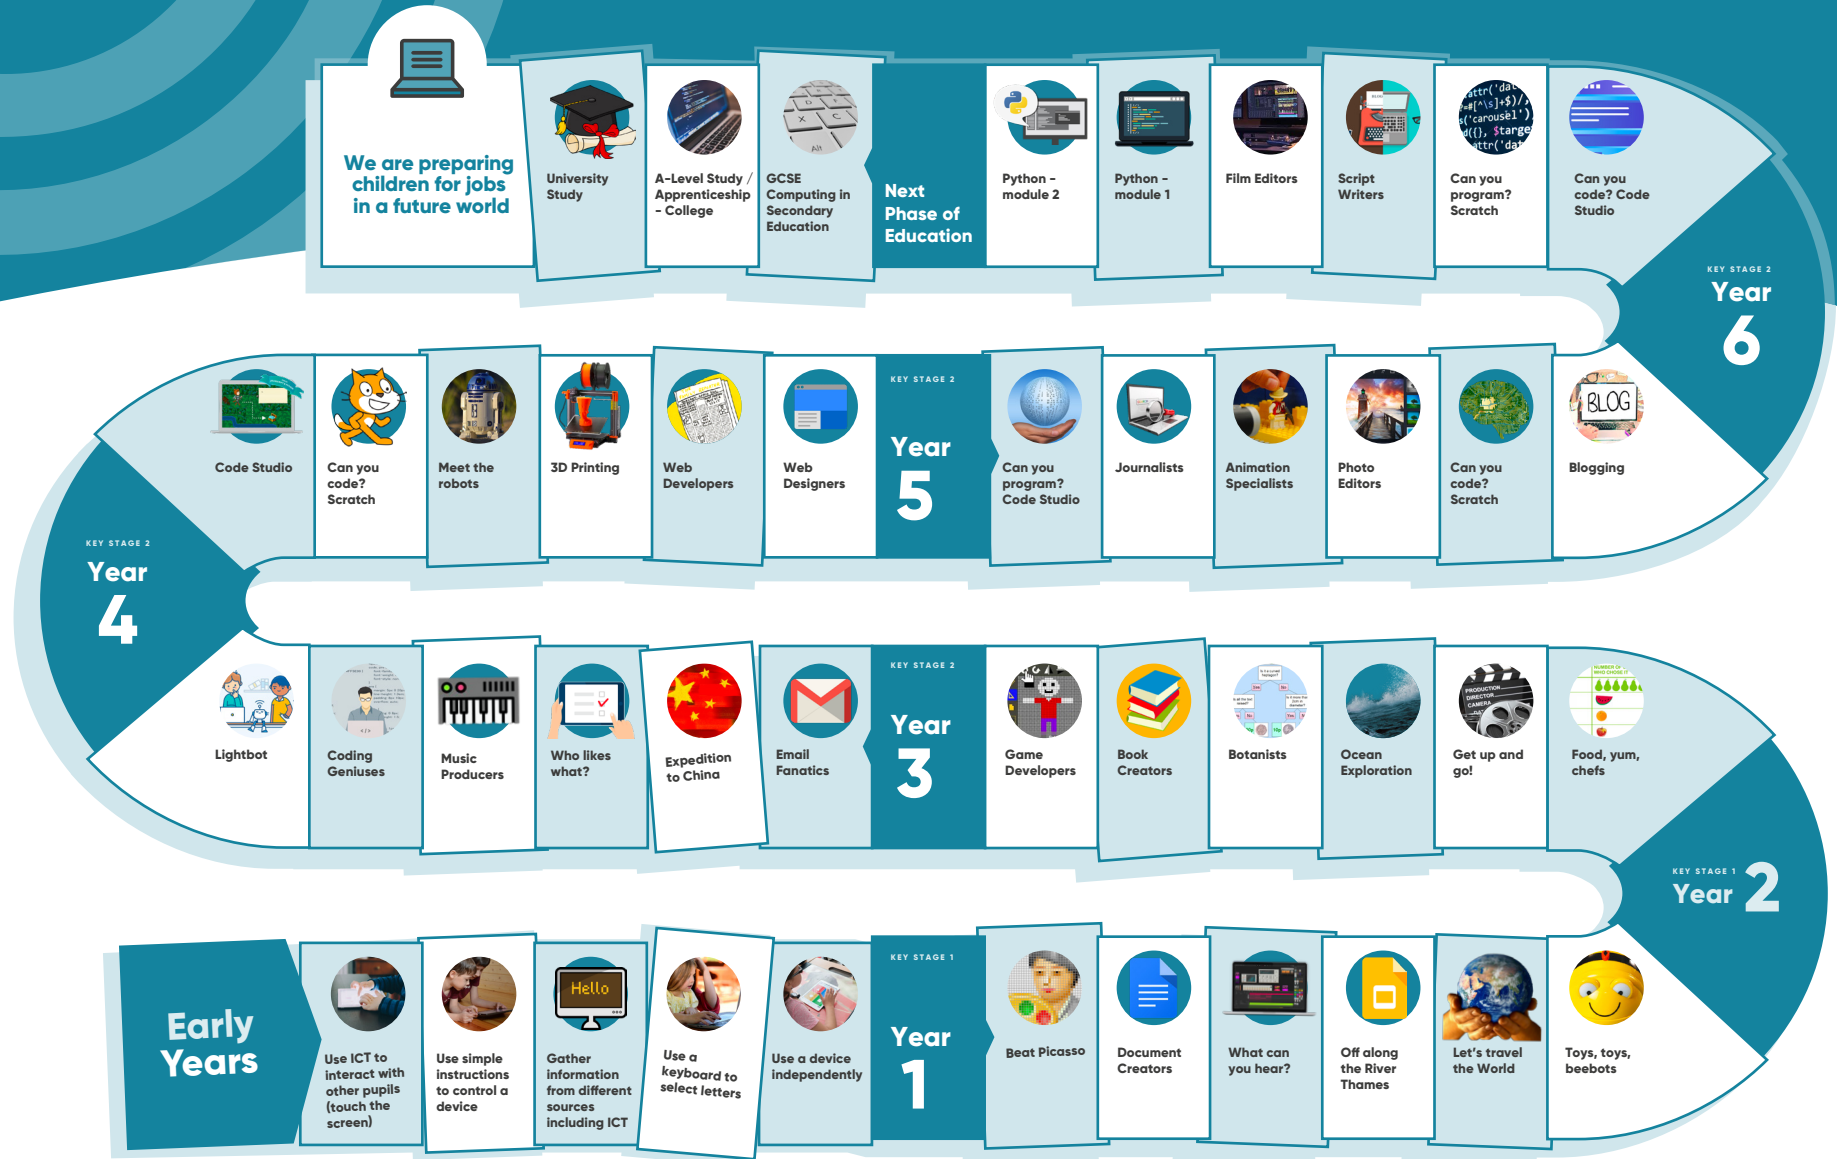 We are preparing
children for jobs
in a future world
University
Study
A-Level Study /
Apprenticeship
- College
GCSE
Computing in
Secondary
Education
Next
Phase of
Education
Python -
module 2
Python -
module 1
Film Editors
Script
Writers
Can you
program?
Scratch
Can you
code? Code
Studio
KEY STAGE 2
Year
6
Code Studio
Can you
code?
Scratch
Meet the
robots
3D Printing
Web
Developers
Web
Designers
KEY STAGE 2
Year
5
Can you
program?
Code Studio
Journalists
Animation
Specialists
Photo
Editors
Can you
code?
Scratch
BLOG
Blogging
KEY STAGE 2
Year
4
Lightbot
Coding
Geniuses
Music
Producers
Who likes
what?
Expedition
to China
Email
Fanatics
KEY STAGE 2
Year
3
Game
Developers
Book
Creators
Botanists
Ocean
Exploration
PRODUCTION
DIRECTOR
CAMERA
Get up and
go!
Food, yum,
chefs
KEY STAGE 1
Year 2
Early
Years
Use ICT to
interact with
other pupils
(touch the
screen)
Use simple
instructions
to control a
device
Hello
Gather
information
from different
sources
including ICT
Use a
keyboard to
select letters
Use a device
independently
KEY STAGE 1
Year
1
Beat Picasso
Document
Creators
What can
you hear?
Off along
the River
Thames
Let's travel
the World
Toys, toys,
beebots